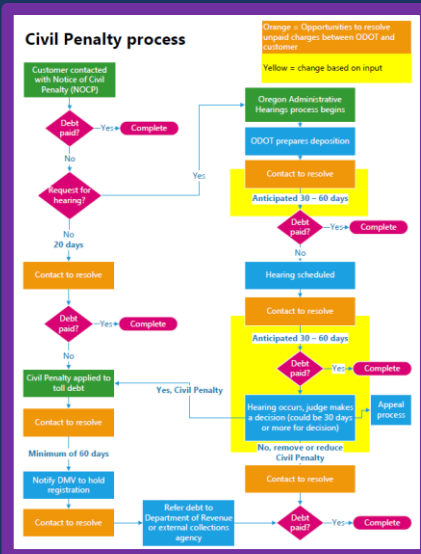 Civil Penalty process
Orange = Opportunities to resolve
unpaid charges between ODOT and
customer
Yellow = change based on input
Customer contacted
with Notice of Civil
Penalty (NOCP)
Debt
paid?
Yes
Complete
No
Request for
hearing?
Yes
No
20 days
Contact to resolve
Debt
paid?
Yes
Complete
No
Civil Penalty applied to
toll debt
Contact to resolve
Minimum of 60 days
Notify DMV to hold
registration
Contact to resolve
Refer debt to
Department of Revenue
or external collections
agency
Oregon Administrative
Hearings process begins
ODOT prepares deposition
Contact to resolve
Anticipated 30 – 60 days
Debt
paid?
Yes
Complete
No
Hearing scheduled
Contact to resolve
Anticipated 30 – 60 days
Debt
paid?
Yes
Complete
Yes, Civil Penalty
Hearing occurs, judge makes
a decision (could be 30 days
or more for decision)
Appeal
process
No, remove or reduce
Civil Penalty
Contact to resolve
Debt
paid?
Yes
Complete